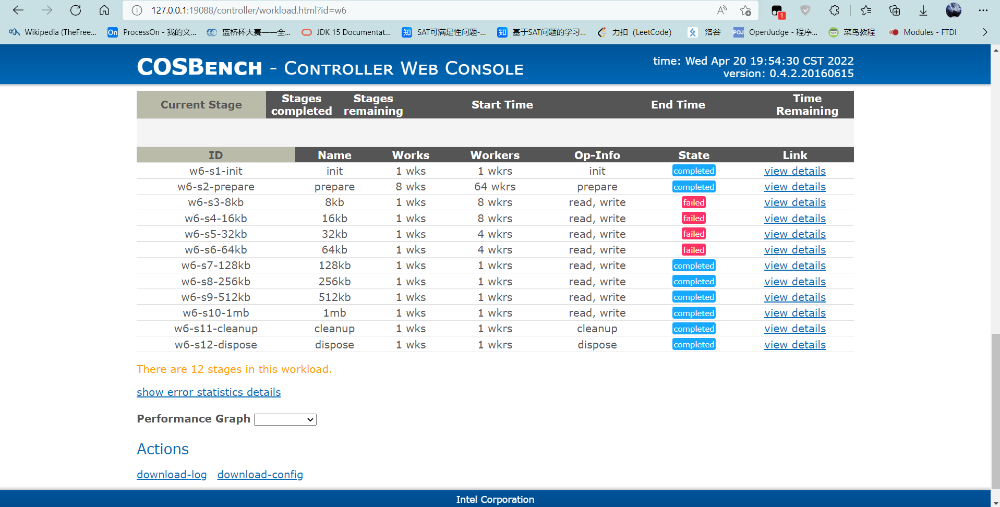 127.0.0.1:19088/controller/workload.html?id=w6
1
Wikipedia (TheFree... On ProcessOn - 我的文... 蓝桥杯大赛——全... JDK 15 Documentat... 知 SAT可满足性问题-... 知 基于SAT问题的学习... 力扣 (LeetCode) 洛谷 POJ OpenJudge - 程序... 菜鸟教程 Modules - FTDI
COSBENCH - CONTROLLER WEB CONSOLE
time: Wed Apr 20 19:54:30 CST 2022
version: 0.4.2.20160615
Current Stage Stages completed Stages remaining Start Time End Time Time Remaining
ID Name Works Workers Op-Info State Link
w6-s1-init init 1 wks 1 wkrs init completed view details
w6-s2-prepare prepare 8 wks 64 wkrs prepare completed view details
w6-s3-8kb 8kb 1 wks 8 wkrs read, write failed view details
w6-s4-16kb 16kb 1 wks 8 wkrs read, write failed view details
w6-s5-32kb 32kb 1 wks 4 wkrs read, write failed view details
w6-s6-64kb 64kb 1 wks 4 wkrs read, write failed view details
w6-s7-128kb 128kb 1 wks 1 wkrs read, write completed view details
w6-s8-256kb 256kb 1 wks 1 wkrs read, write completed view details
w6-s9-512kb 512kb 1 wks 1 wkrs read, write completed view details
w6-s10-1mb 1mb 1 wks 1 wkrs read, write completed view details
w6-s11-cleanup cleanup 1 wks 1 wkrs cleanup completed view details
w6-s12-dispose dispose 1 wks 1 wkrs dispose completed view details
There are 12 stages in this workload.
show error statistics details
Performance Graph
Actions
download-log download-config
Intel Corporation